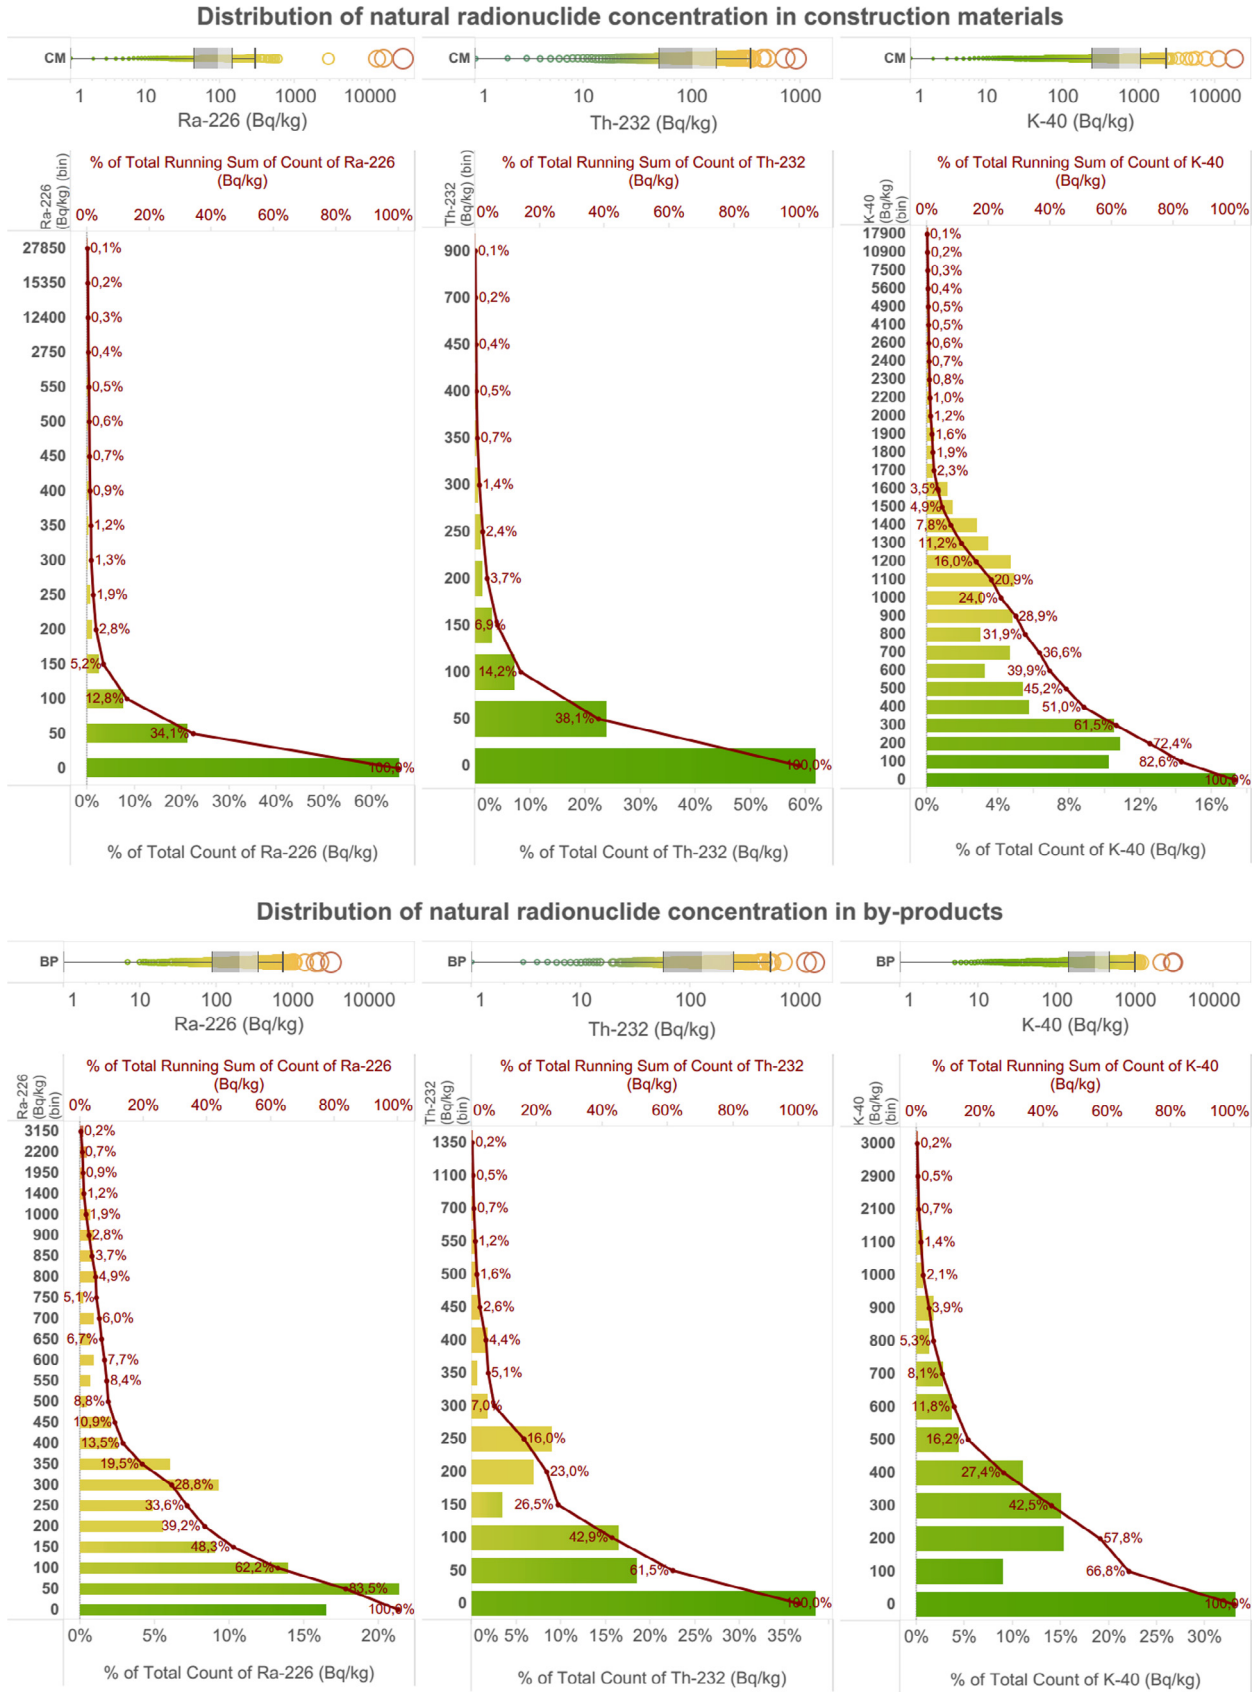 Distribution of natural radionuclide concentration in construction materials
CM
1 10 100 1000 10000
Ra-226 (Bq/kg)
CM
1 10 100 1000
Th-232 (Bq/kg)
CM
1 10 100 1000 10000
K-40 (Bq/kg)
Ra-226
(Bq/kg) (bin)
% of Total Running Sum of Count of Ra-226
(Bq/kg)
0% 20% 40% 60% 80% 100%
27850 0,1%
15350 0,2%
12400 0,3%
2750 0,4%
550 0,5%
500 0,6%
450 0,7%
400 0,9%
350 1,2%
300 1,3%
250 1,9%
200 2,8%
150 5,2%
100 12,8%
50 34,1%
0 100,0%
0% 10% 20% 30% 40% 50% 60%
% of Total Count of Ra-226 (Bq/kg)
Th-232
(Bq/kg) (bin)
% of Total Running Sum of Count of Th-232
(Bq/kg)
0% 20% 40% 60% 80% 100%
900 0,1%
700 0,2%
450 0,4%
400 0,5%
350 0,7%
300 1,4%
250 2,4%
200 3,7%
150 6,9%
100 14,2%
50 38,1%
0 100,0%
0% 10% 20% 30% 40% 50% 60%
% of Total Count of Th-232 (Bq/kg)
K-40
(Bq/kg)
(bin)
% of Total Running Sum of Count of K-40
(Bq/kg)
0% 20% 40% 60% 80% 100%
17900 0,1%
10900 0,2%
7500 0,3%
5600 0,4%
4900 0,5%
4100 0,5%
2600 0,6%
2400 0,7%
2300 0,8%
2200 1,0%
2000 1,2%
1900 1,6%
1800 1,9%
1700 2,3%
1600 3,5%
1500 4,9%
1400 7,8%
1300 11,2%
1200 16,0%
1100 20,9%
1000 24,0%
900 28,9%
800 31,9%
700 36,6%
600 39,9%
500 45,2%
400 51,0%
300 61,5%
200 72,4%
100 82,6%
0 100,0%
0% 4% 8% 12% 16%
% of Total Count of K-40 (Bq/kg)
Distribution of natural radionuclide concentration in by-products
BP
1 10 100 1000 10000
Ra-226 (Bq/kg)
BP
1 10 100 1000
Th-232 (Bq/kg)
BP
1 10 100 1000 10000
K-40 (Bq/kg)
Ra-226
(Bq/kg)
(bin)
% of Total Running Sum of Count of Ra-226
(Bq/kg)
0% 20% 40% 60% 80% 100%
3150 0,2%
2200 0,7%
1950 0,9%
1400 1,2%
1000 1,9%
900 2,8%
850 3,7%
800 4,9%
750 5,1%
700 6,0%
650 6,7%
600 7,7%
550 8,4%
500 8,8%
450 10,9%
400 13,5%
350 19,5%
300 28,8%
250 33,6%
200 39,2%
150 48,3%
100 62,2%
50 83,5%
0 100,0%
0% 5% 10% 15% 20%
% of Total Count of Ra-226 (Bq/kg)
Th-232
(Bq/kg)
(bin)
% of Total Running Sum of Count of Th-232
(Bq/kg)
0% 20% 40% 60% 80% 100%
1350 0,2%
1100 0,5%
700 0,7%
550 1,2%
500 1,6%
450 2,6%
400 4,4%
350 5,1%
300 7,0%
250 16,0%
200 23,0%
150 26,5%
100 42,9%
50 61,5%
0 100,0%
0% 5% 10% 15% 20% 25% 30% 35%
% of Total Count of Th-232 (Bq/kg)
K-40
(Bq/kg)
(bin)
% of Total Running Sum of Count of K-40
(Bq/kg)
0% 20% 40% 60% 80% 100%
3000 0,2%
2900 0,5%
2100 0,7%
1100 1,4%
1000 2,1%
900 3,9%
800 5,3%
700 8,1%
600 11,8%
500 16,2%
400 27,4%
300 42,5%
200 57,8%
100 66,8%
0 100,0%
0% 5% 10% 15% 20% 25% 30%
% of Total Count of K-40 (Bq/kg)